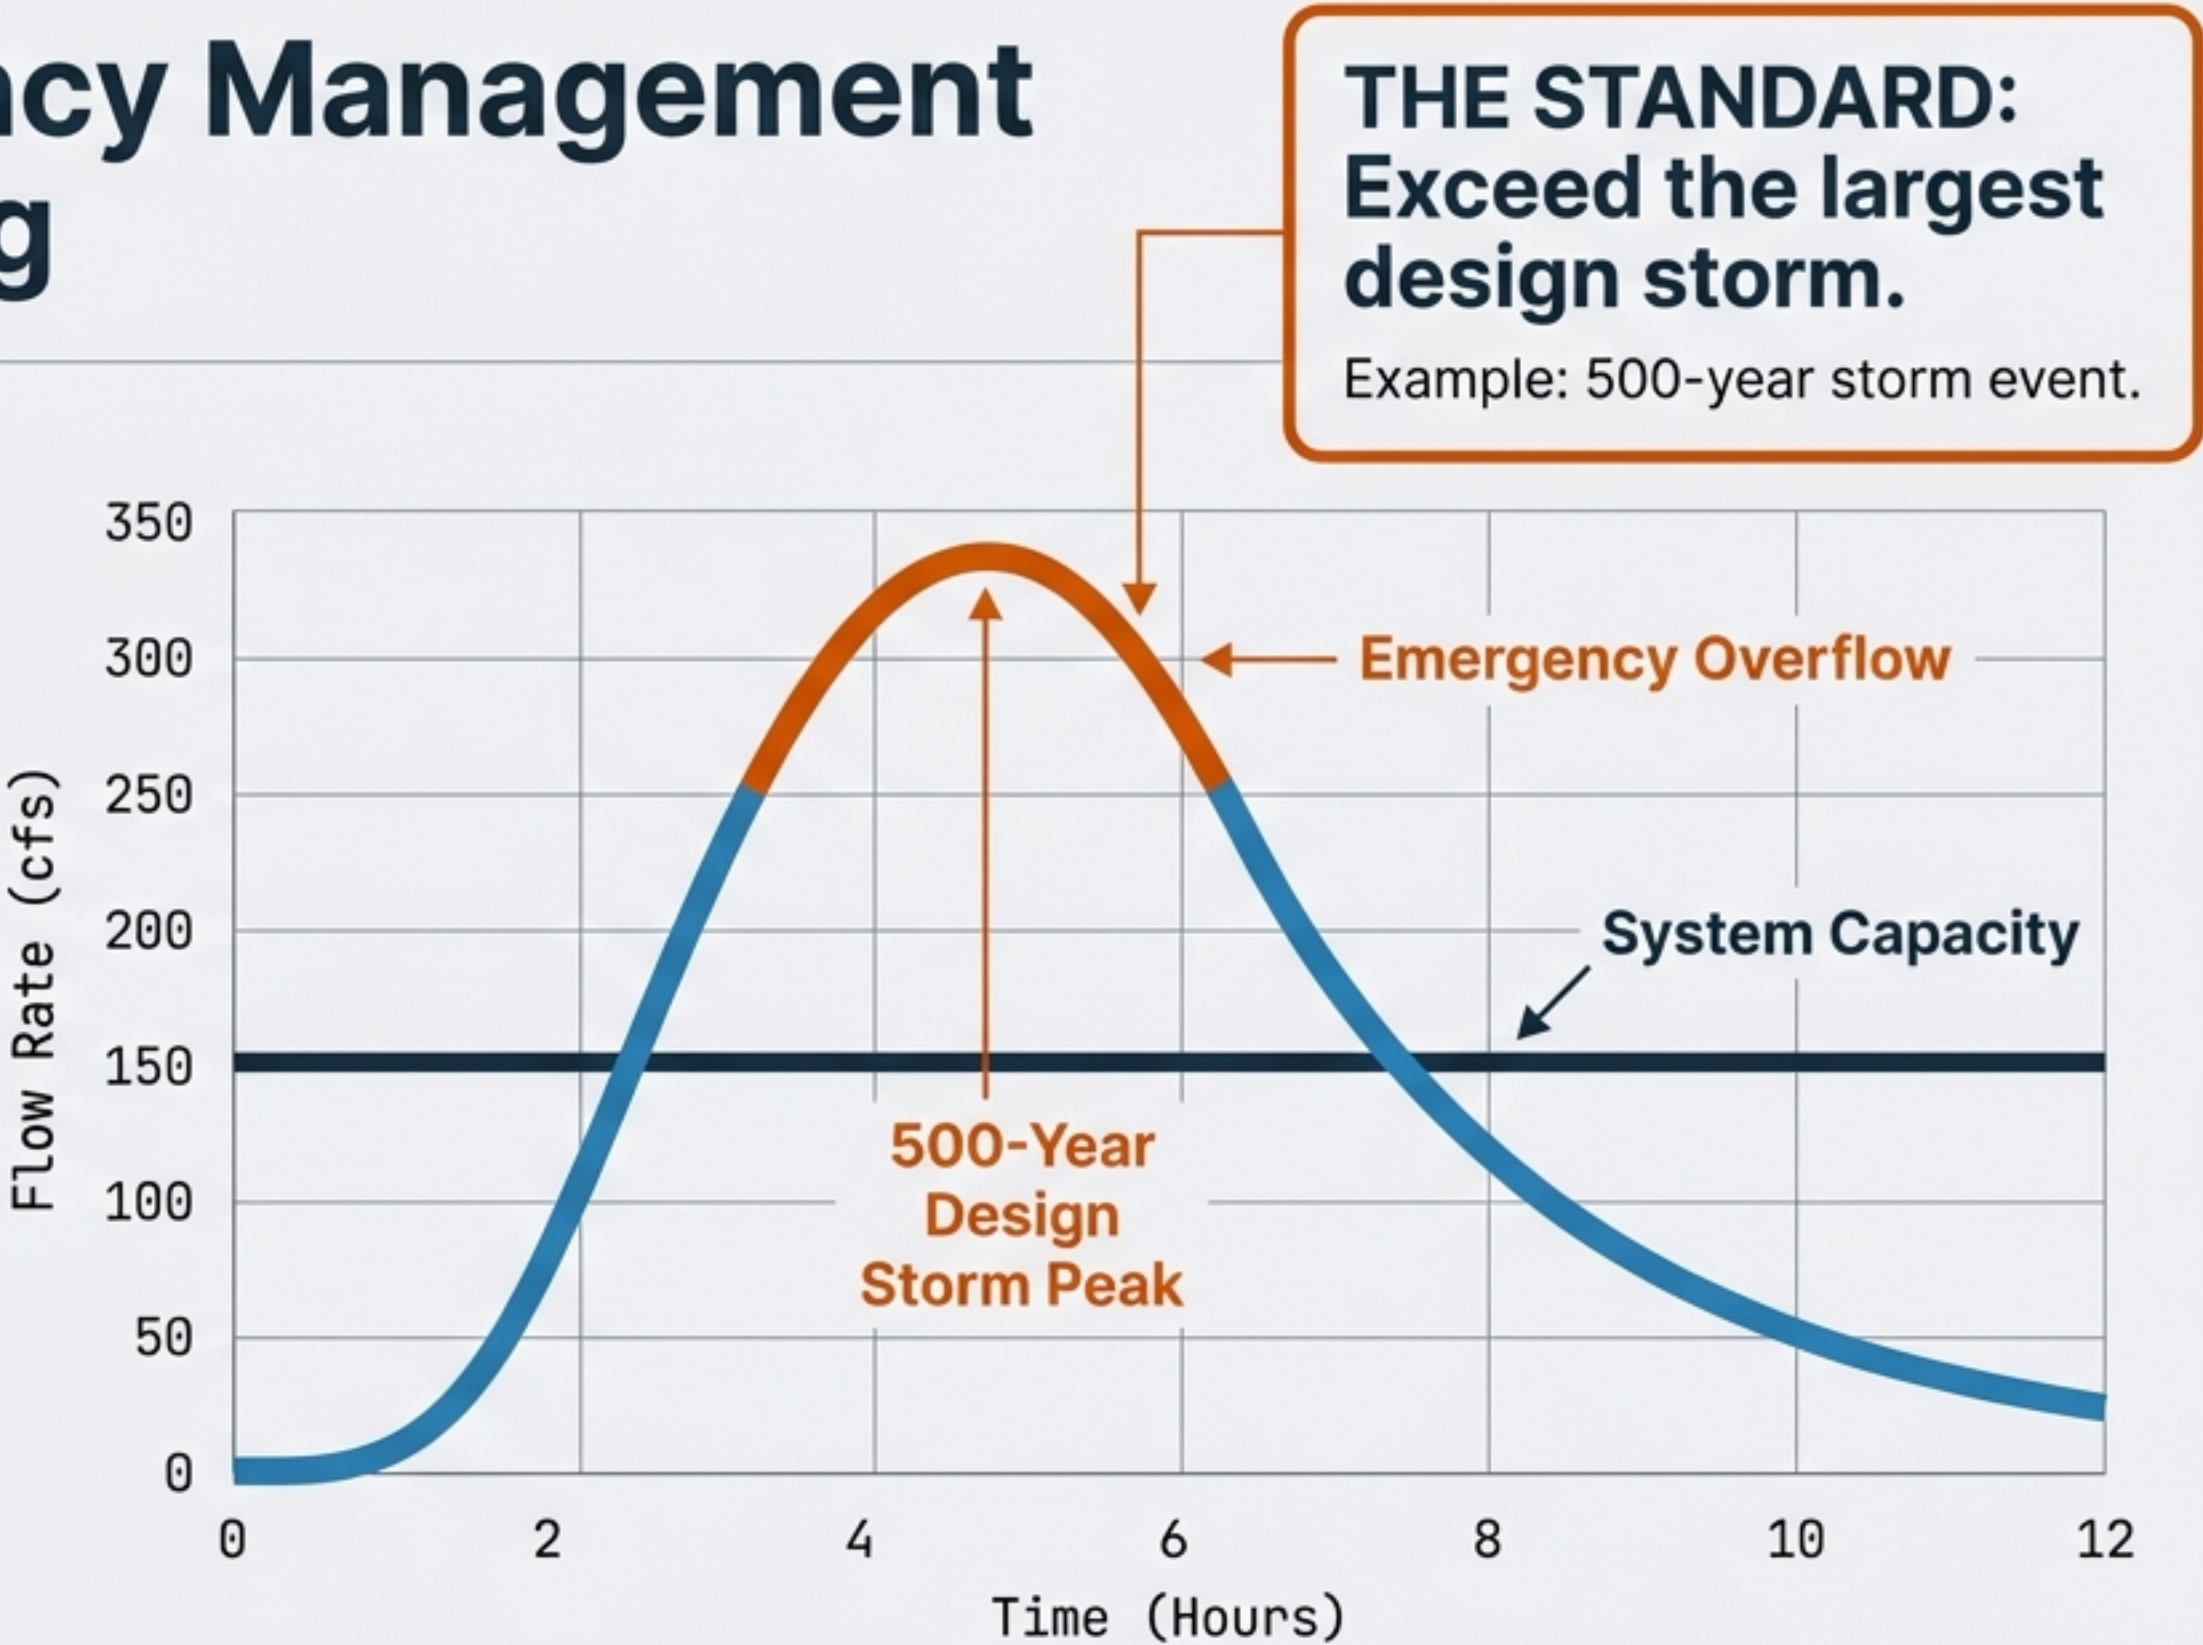 Management
THE STANDARD:
Exceed the largest
design storm.
Example: 500-year storm event.
350
300
250
200
150
100
50
0
Flow Rate (cfs)
Emergency Overflow
System Capacity
500-Year
Design
Storm Peak
0 2 4 6 8 10 12
Time (Hours)